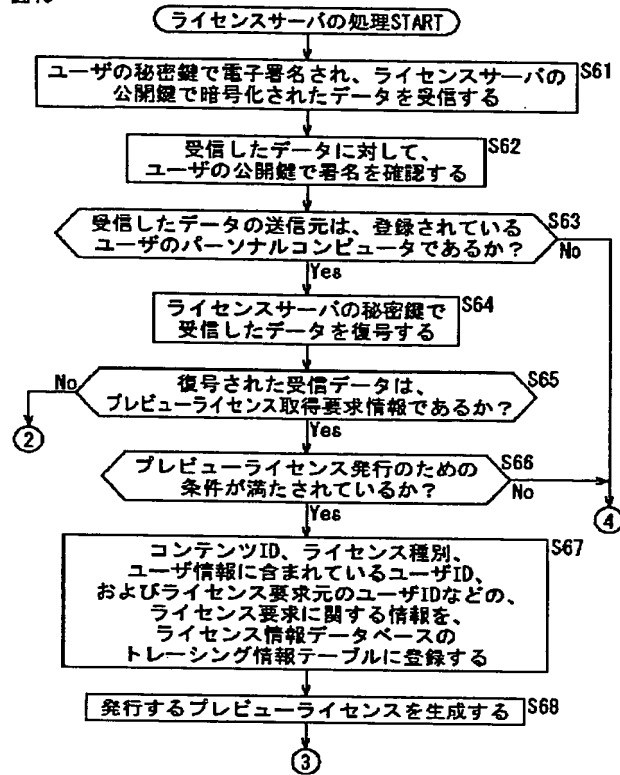 ライセンスサーバの処理START
ユーザの秘密鍵で電子署名され、ライセンスサーバの
公開鍵で暗号化されたデータを受信する
S61
受信したデータに対して、
ユーザの公開鍵で署名を確認する
S62
受信したデータの送信元は、登録されている
ユーザのパーソナルコンピュータであるか?
S63
No
Yes
ライセンスサーバの秘密鍵で
受信したデータを復号する
S64
No
復号された受信データは、
プレビューライセンス取得要求情報であるか?
S65
②
Yes
プレビューライセンス発行のための
条件が満たされているか?
S66
No
④
Yes
コンテンツID、ライセンス種別、
ユーザ情報に含まれているユーザID、
およびライセンス要求元のユーザIDなどの、
ライセンス要求に関する情報を、
ライセンス情報データベースの
トレーシング情報テーブルに登録する
S67
発行するプレビューライセンスを生成する
S68
③